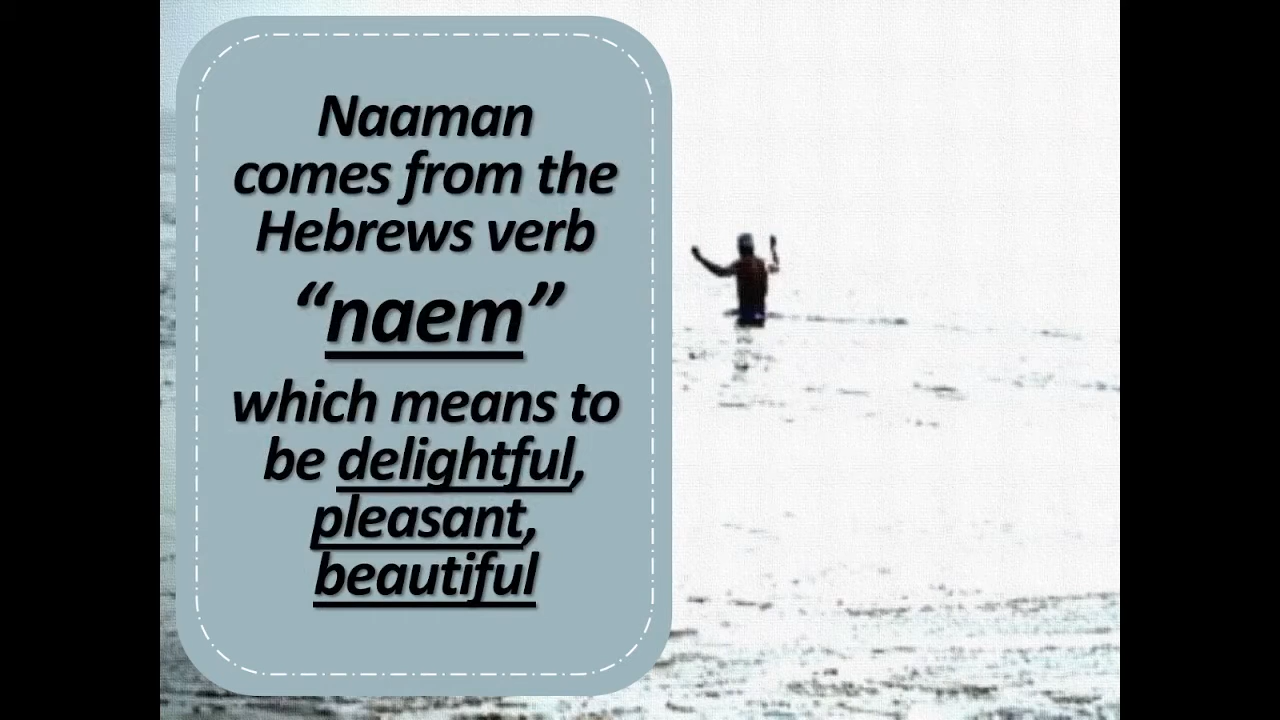 Naaman
comes from the
Hebrews verb
“naem”
which means to
be delightful,
pleasant,
beautiful